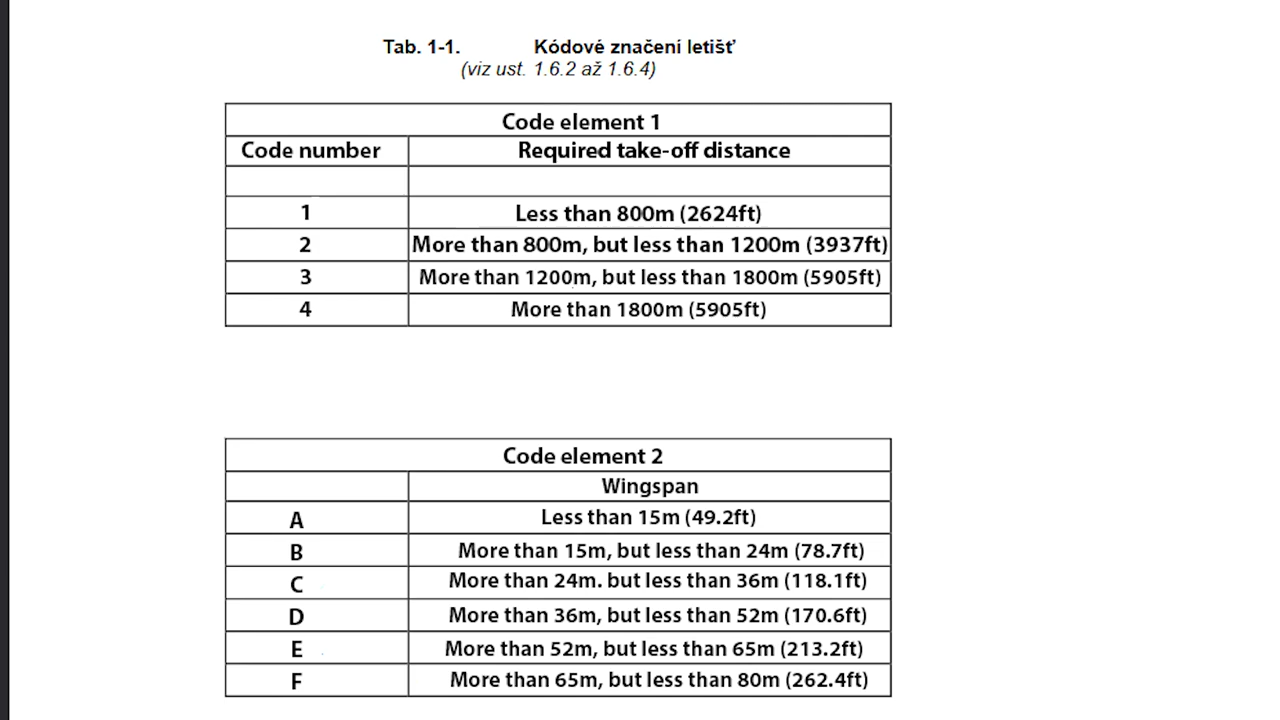 Tab. 1-1. Kódové značení letišť
(viz ust. 1.6.2 až 1.6.4)
Code element 1
Code number Required take-off distance
1 Less than 800m (2624ft)
2 More than 800m, but less than 1200m (3937ft)
3 More than 1200m, but less than 1800m (5905ft)
4 More than 1800m (5905ft)
Code element 2
Wingspan
A Less than 15m (49.2ft)
B More than 15m, but less than 24m (78.7ft)
C More than 24m. but less than 36m (118.1ft)
D More than 36m, but less than 52m (170.6ft)
E More than 52m, but less than 65m (213.2ft)
F More than 65m, but less than 80m (262.4ft)